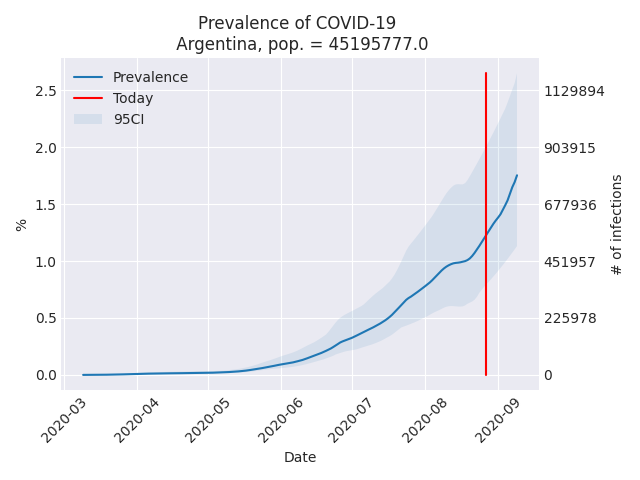 Prevalence of COVID-19
Argentina, pop. = 45195777.0
Prevalence
Today
95CI
2.5
2.0
1.5
1.0
0.5
0.0
%
1129894
903915
677936
451957
225978
0
# of infections
2020-03
2020-04
2020-05
2020-06
2020-07
2020-08
2020-09
Date